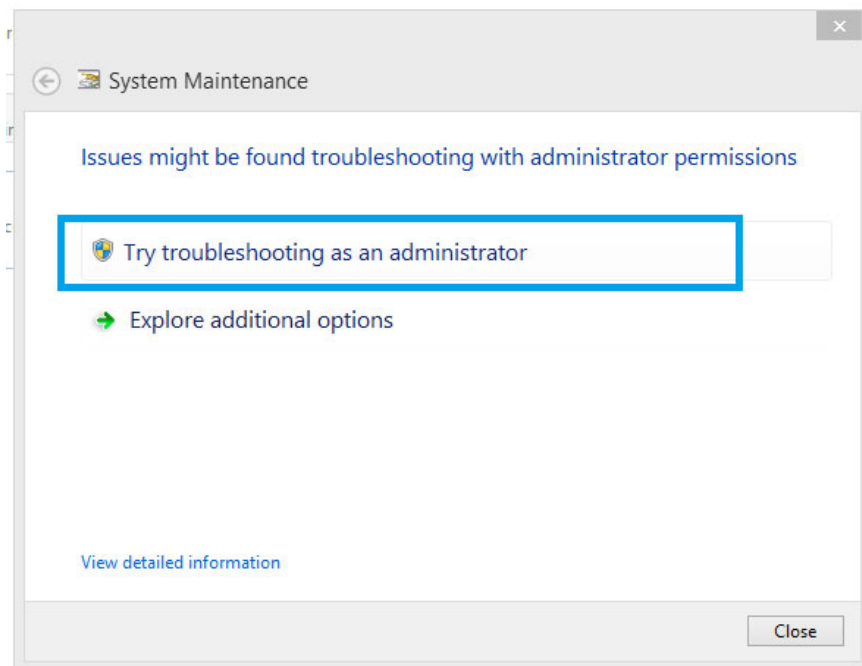 System Maintenance
Issues might be found troubleshooting with administrator permissions
Try troubleshooting as an administrator
Explore additional options
View detailed information
Close